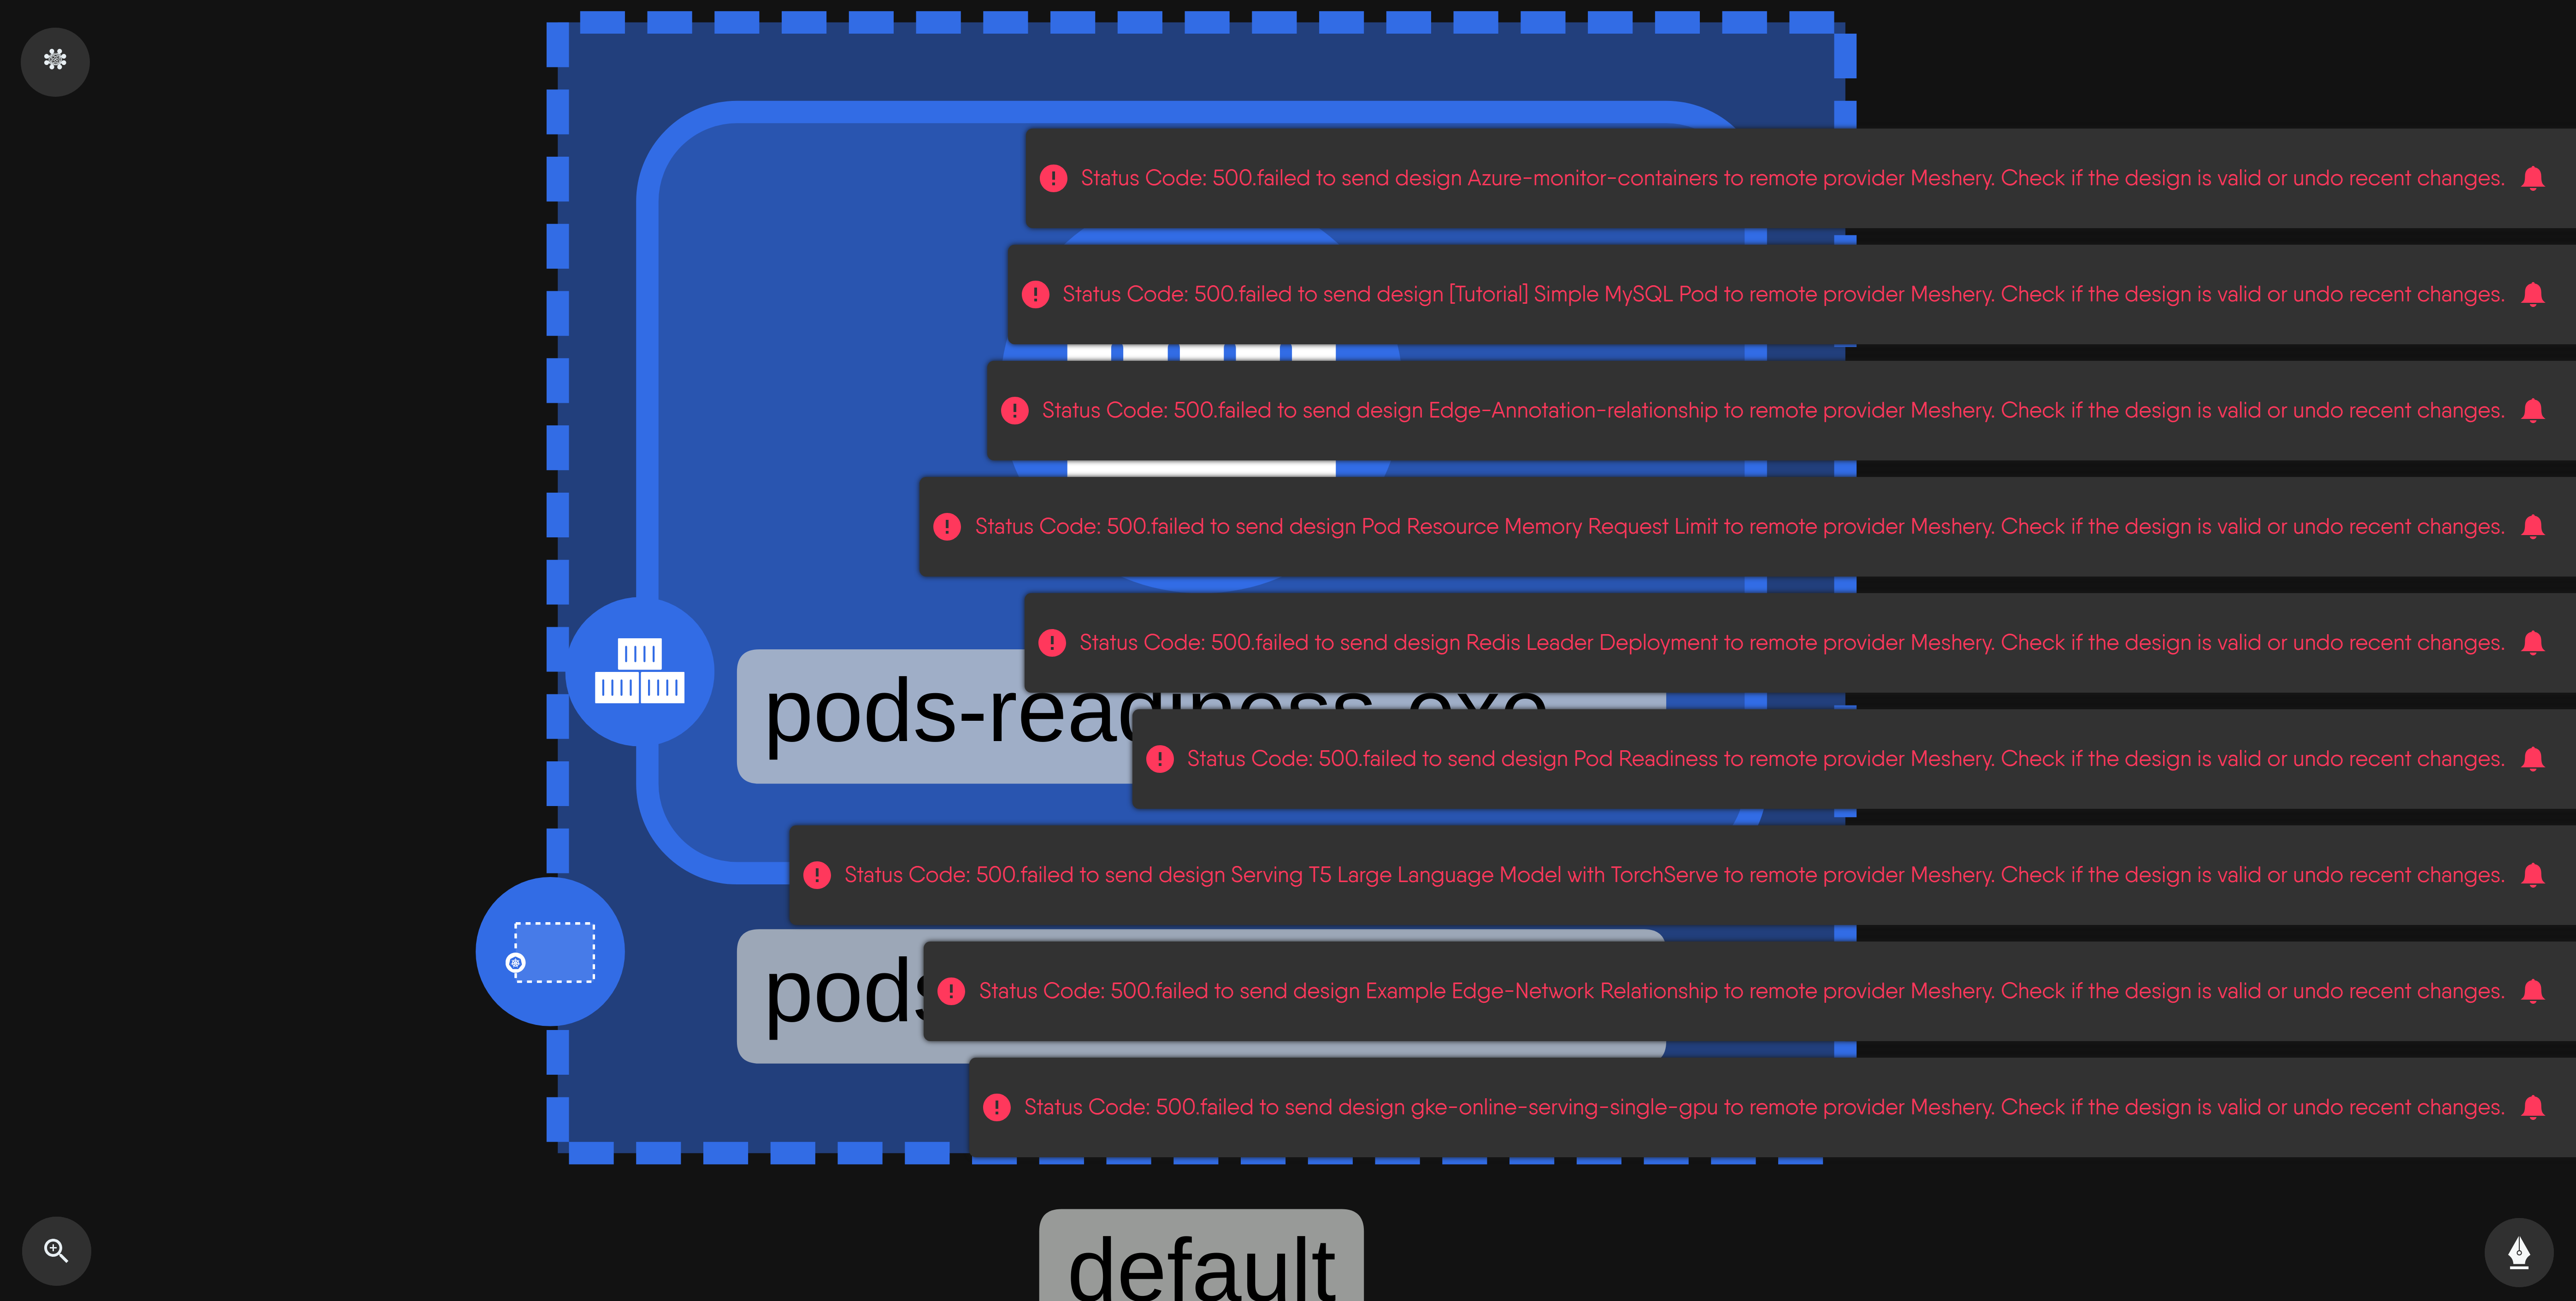 Status Code: 500.failed to send design Azure-monitor-containers to remote provider Meshery. Check if the design is valid or undo recent changes.
Status Code: 500.failed to send design [Tutorial] Simple MySQL Pod to remote provider Meshery. Check if the design is valid or undo recent changes.
Status Code: 500.failed to send design Edge-Annotation-relationship to remote provider Meshery. Check if the design is valid or undo recent changes.
Status Code: 500.failed to send design Pod Resource Memory Request Limit to remote provider Meshery. Check if the design is valid or undo recent changes.
Status Code: 500.failed to send design Redis Leader Deployment to remote provider Meshery. Check if the design is valid or undo recent changes.
pods-readiness-exe
Status Code: 500.failed to send design Pod Readiness to remote provider Meshery. Check if the design is valid or undo recent changes.
Status Code: 500.failed to send design Serving T5 Large Language Model with TorchServe to remote provider Meshery. Check if the design is valid or undo recent changes.
pods
Status Code: 500.failed to send design Example Edge-Network Relationship to remote provider Meshery. Check if the design is valid or undo recent changes.
Status Code: 500.failed to send design gke-online-serving-single-gpu to remote provider Meshery. Check if the design is valid or undo recent changes.
default